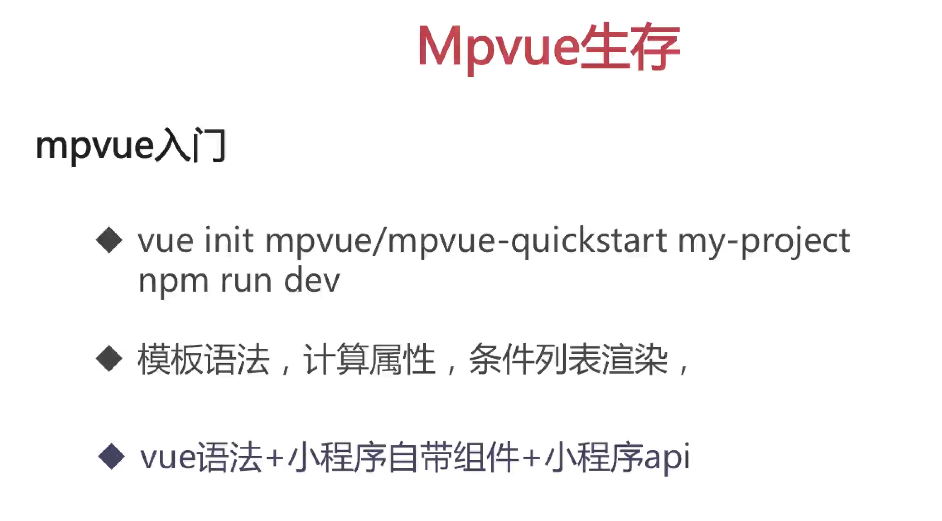 Mpvue生存
mpvue入门
vue init mpvue/mpvue-quickstart my-project
npm run dev
模板语法，计算属性，条件列表渲染，
vue语法+小程序自带组件+小程序api